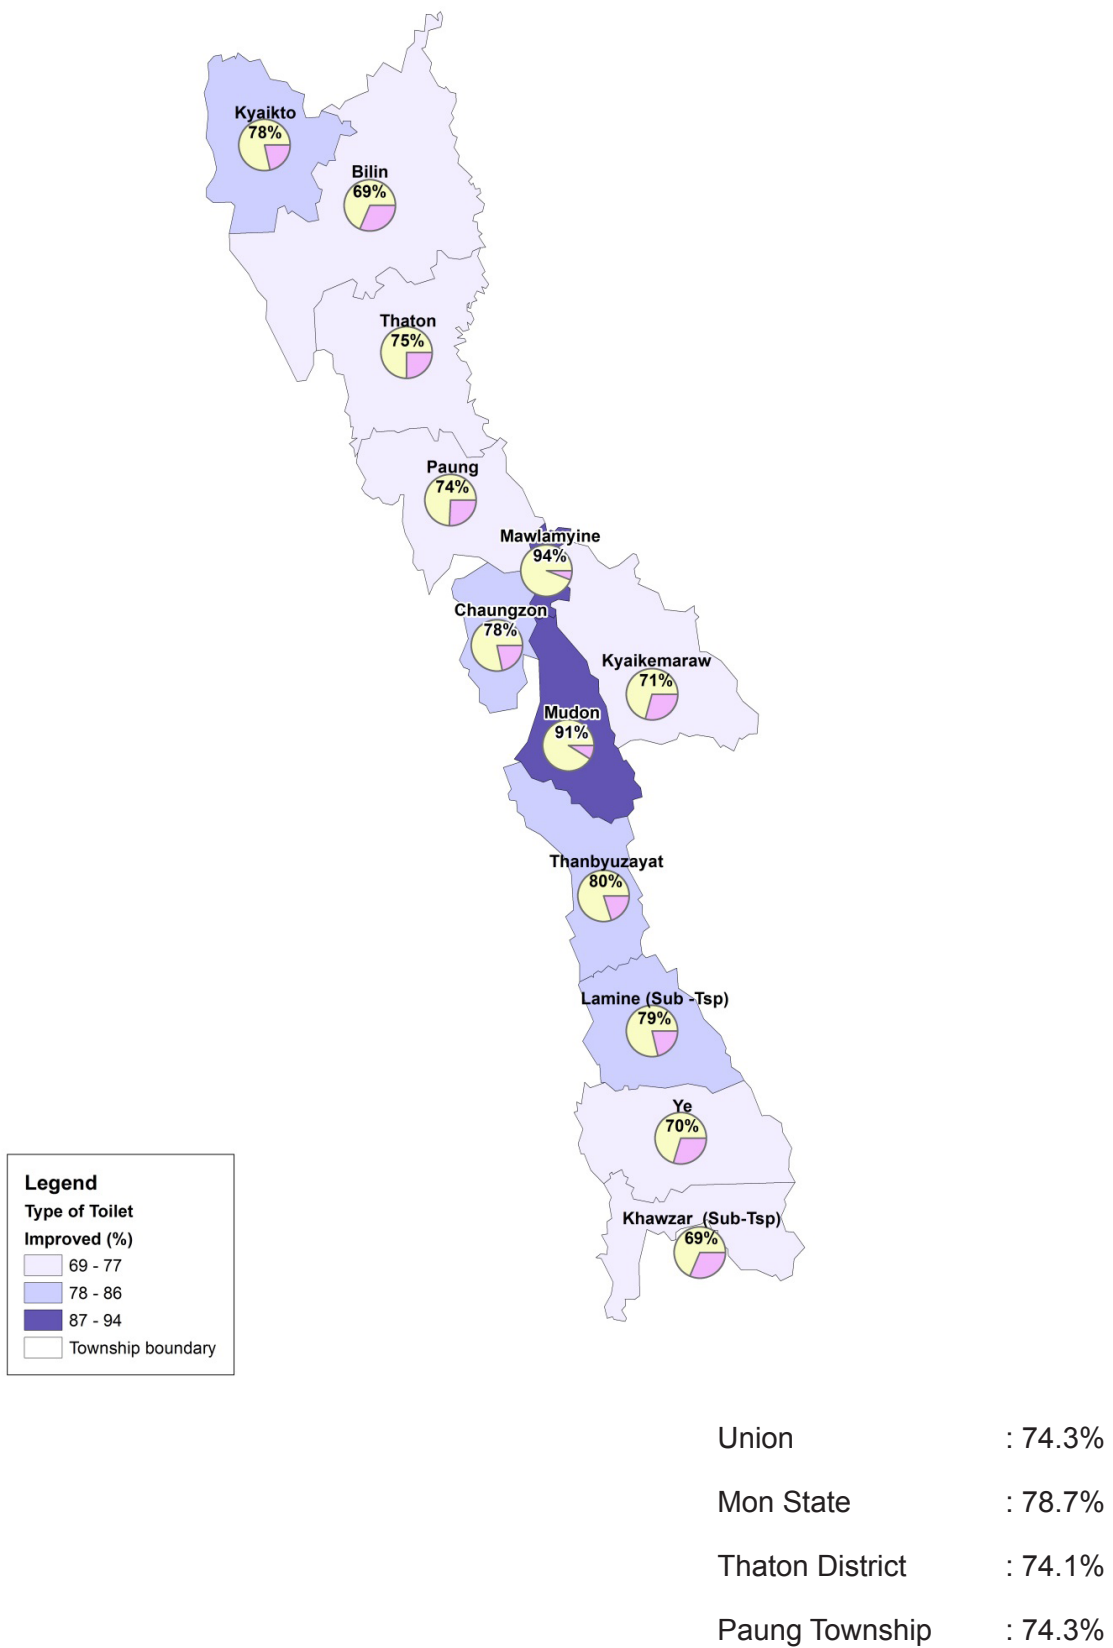 Kyaikto
78%
Bilin
69%
Thaton
75%
Paung
74%
Mawlamyine
94%
Chaungzon
78%
Kyaikemaraw
71%
Mudon
91%
Thanbyuzayat
80%
Lamine (Sub -Tsp)
79%
Ye
70%
Khawzar (Sub-Tsp)
69%
Legend
Type of Toilet
Improved (%)
69 - 77
78 - 86
87 - 94
Township boundary
Union : 74.3%
Mon State : 78.7%
Thaton District : 74.1%
Paung Township : 74.3%